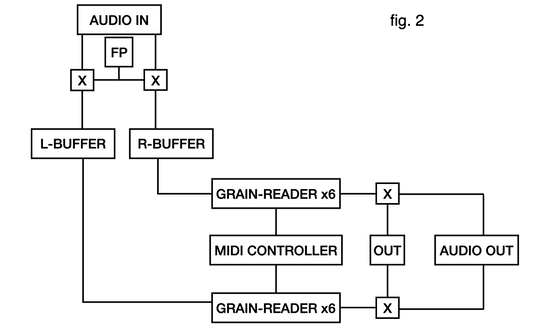 AUDIO IN
fig. 2
FP
X
X
L-BUFFER
R-BUFFER
GRAIN-READER x6
X
MIDI CONTROLLER
OUT
AUDIO OUT
GRAIN-READER x6
X